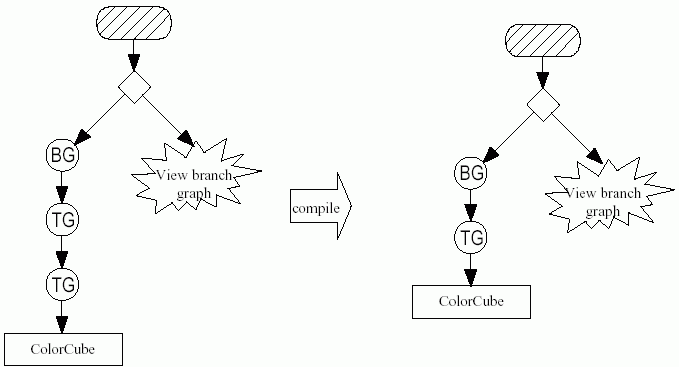 BG
TG
TG
ColorCube
View branch
graph
compile
BG
TG
ColorCube
View branch
graph